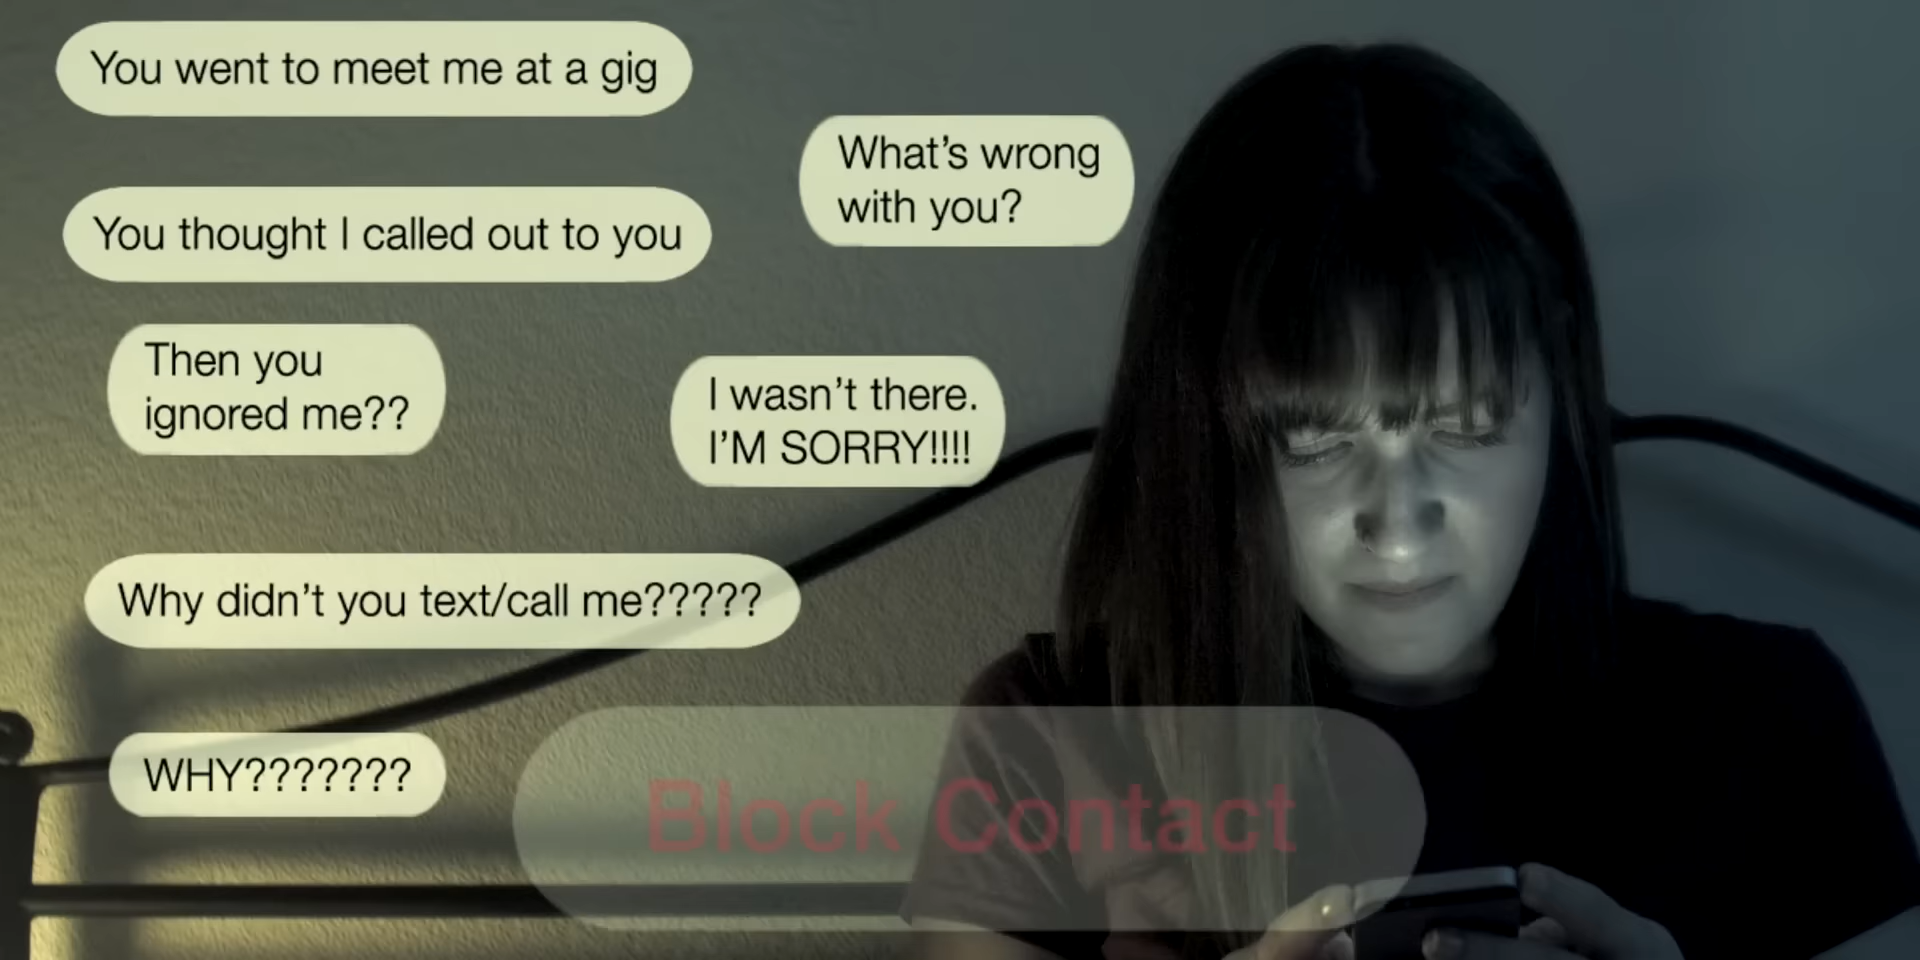 You went to meet me at a gig
What's wrong
with you?
You thought I called out to you
Then you
ignored me??
I wasn't there.
I'M SORRY!!!!
Why didn't you text/call me?????
WHY???????
Block Contact